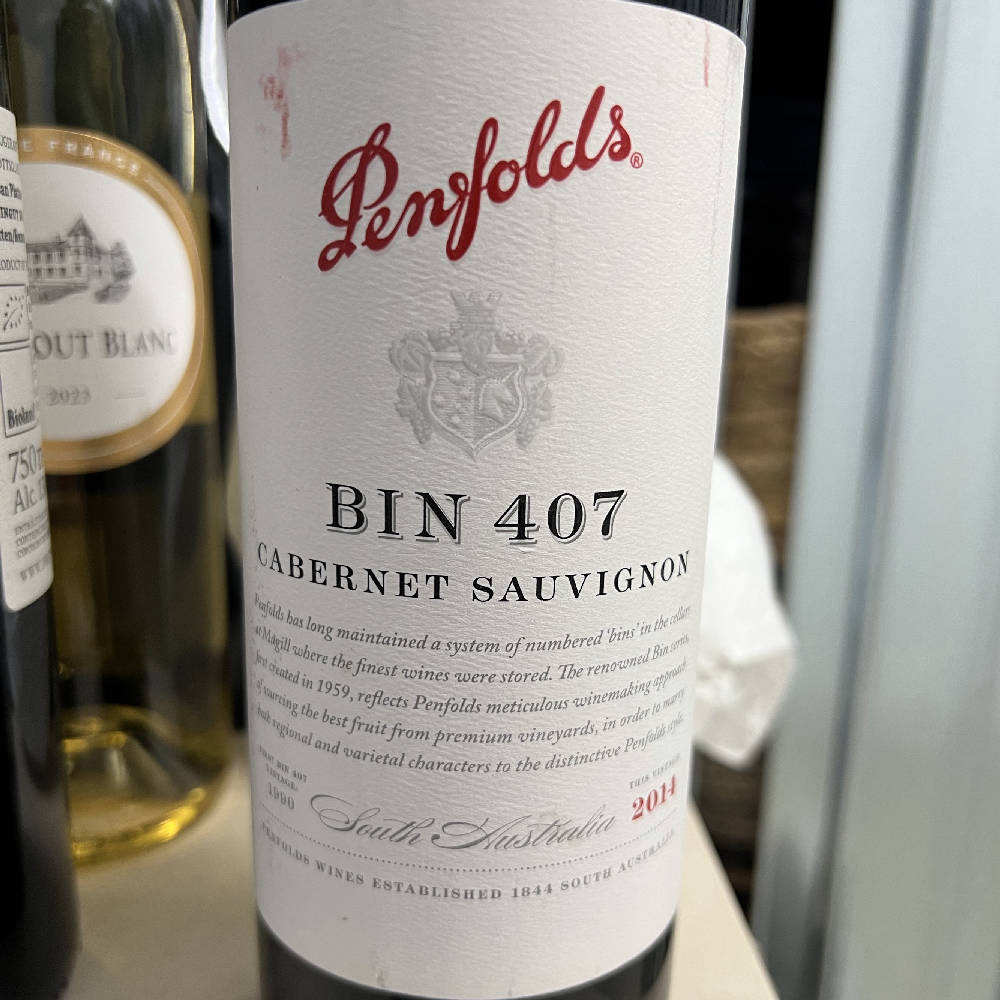 Penfolds®
BIN 407
CABERNET SAUVIGNON
Penfolds has long maintained a system of numbered 'bins' in the cellars
at Magill where the finest wines were stored. The renowned Bin series,
first created in 1959, reflects Penfolds meticulous winemaking approach
of sourcing the best fruit from premium vineyards, in order to marry
both regional and varietal characters to the distinctive Penfolds style.
FIRST BIN 407
VINTAGE:
1990
South Australia
THIS VINTAGE
2014
PENFOLDS WINES ESTABLISHED 1844 SOUTH AUSTRALIA.
FRANCE
OUT BLANC
2022
750
Alc.